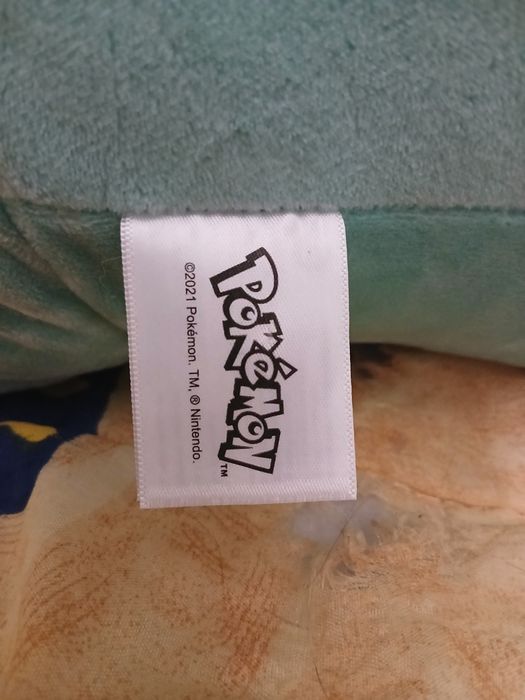 POKéMON™
©2021 Pokémon. TM, ® Nintendo.